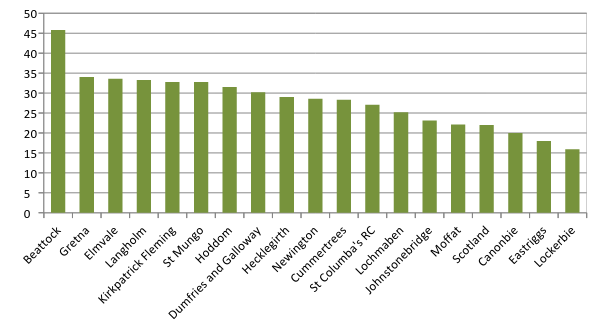 50
45
40
35
30
25
20
15
10
5
0
Beattock
Gretna
Elmvale
Langholm
Kirkpatrick Fleming
St Mungo
Hoddom
Dumfries and Galloway
Hecklegirth
Newington
Cummertrees
St Columba's RC
Lochmaben
Johnstonebridge
Moffat
Scotland
Canonbie
Eastriggs
Lockerbie